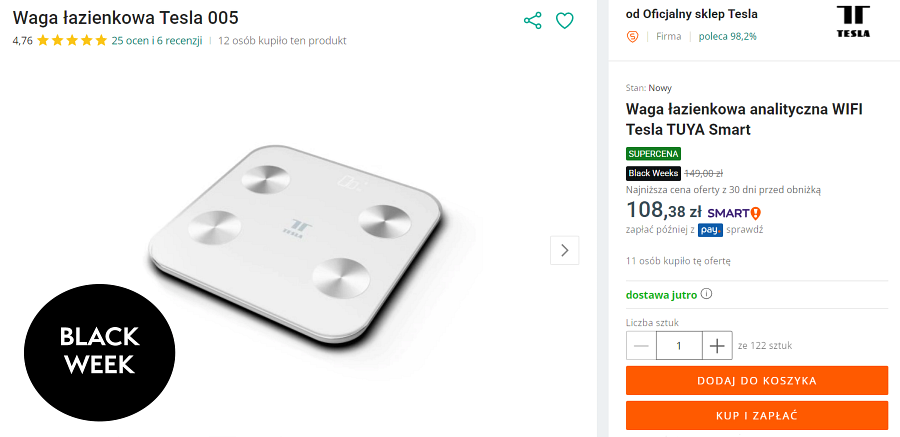 Waga łazienkowa Tesla 005
4,76 25 ocen i 6 recenzji | 12 osób kupiło ten produkt
TESLA
BLACK
WEEK
od Oficjalny sklep Tesla
TESLA
Firma | poleca 98,2%
Stan: Nowy
Waga łazienkowa analityczna WIFI
Tesla TUYA Smart
SUPERCENA
Black Weeks 149,00 zł
Najniższa cena oferty z 30 dni przed obniżką
108,38 zł SMART!
zapłać później z pay. sprawdź
11 osób kupiło tę ofertę
dostawa jutro
Liczba sztuk
— 1 + ze 122 sztuk
DODAJ DO KOSZYKA
KUP I ZAPŁAĆ